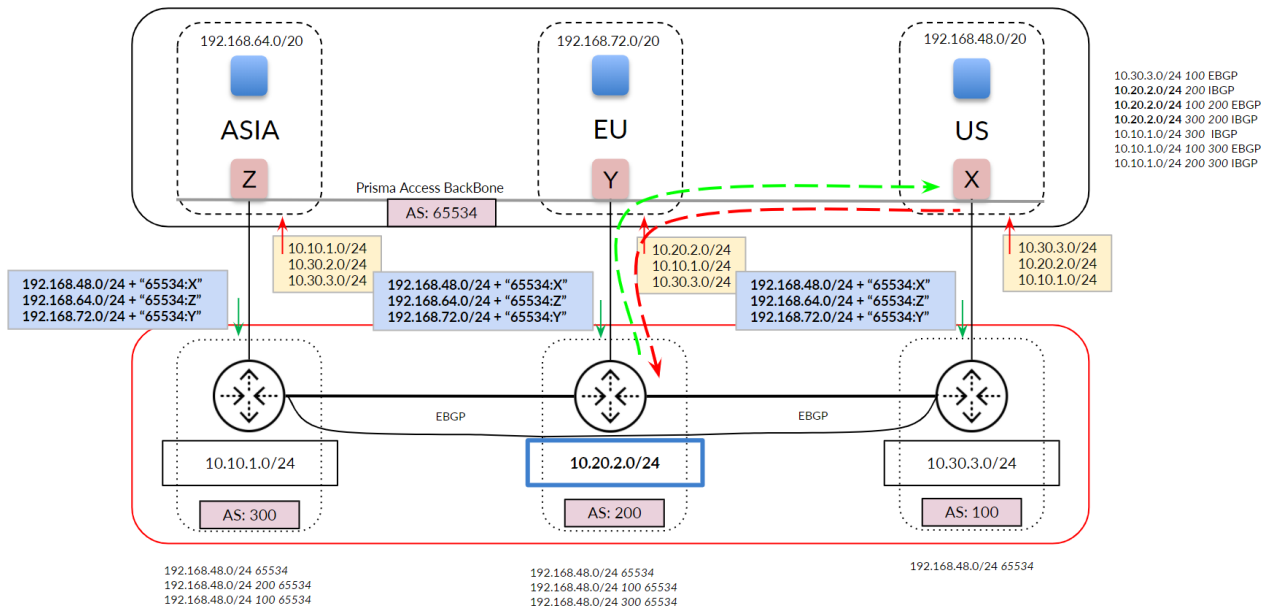 192.168.64.0/20
192.168.72.0/20
192.168.48.0/20
ASIA
EU
US
Z
Y
X
Prisma Access BackBone
AS: 65534
10.30.3.0/24 100 EBGP
10.20.2.0/24 200 IBGP
10.20.2.0/24 100 200 EBGP
10.20.2.0/24 300 200 IBGP
10.10.1.0/24 300 IBGP
10.10.1.0/24 100 300 EBGP
10.10.1.0/24 200 300 IBGP
10.10.1.0/24
10.30.2.0/24
10.30.3.0/24
10.20.2.0/24
10.10.1.0/24
10.30.3.0/24
10.30.3.0/24
10.20.2.0/24
10.10.1.0/24
192.168.48.0/24 + “65534:X”
192.168.64.0/24 + “65534:Z”
192.168.72.0/24 + “65534:Y”
192.168.48.0/24 + “65534:X”
192.168.64.0/24 + “65534:Z”
192.168.72.0/24 + “65534:Y”
192.168.48.0/24 + “65534:X”
192.168.64.0/24 + “65534:Z”
192.168.72.0/24 + “65534:Y”
EBGP
EBGP
10.10.1.0/24
10.20.2.0/24
10.30.3.0/24
AS: 300
AS: 200
AS: 100
192.168.48.0/24 65534
192.168.48.0/24 200 65534
192.168.48.0/24 100 65534
192.168.48.0/24 65534
192.168.48.0/24 100 65534
192.168.48.0/24 300 65534
192.168.48.0/24 65534